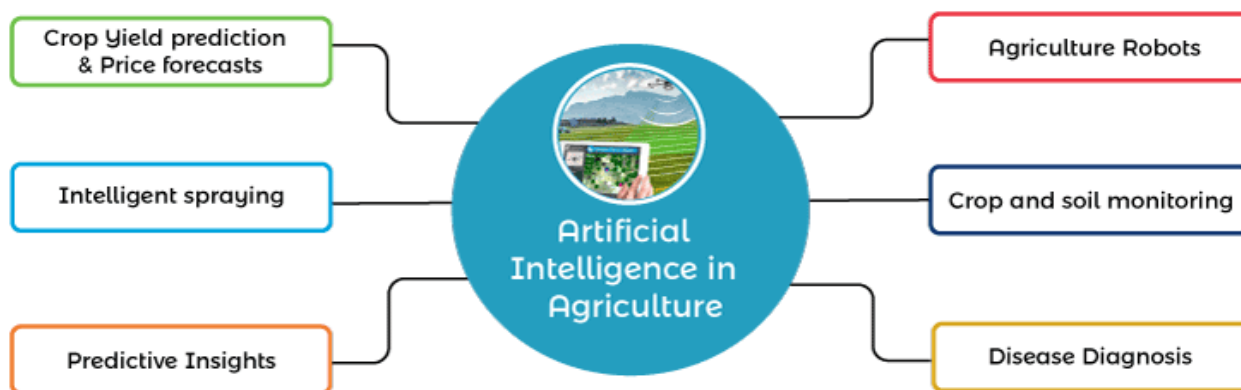 Crop Yield prediction
& Price forecasts
Intelligent spraying
Predictive Insights
Artificial
Intelligence in
Agriculture
Agriculture Robots
Crop and soil monitoring
Disease Diagnosis